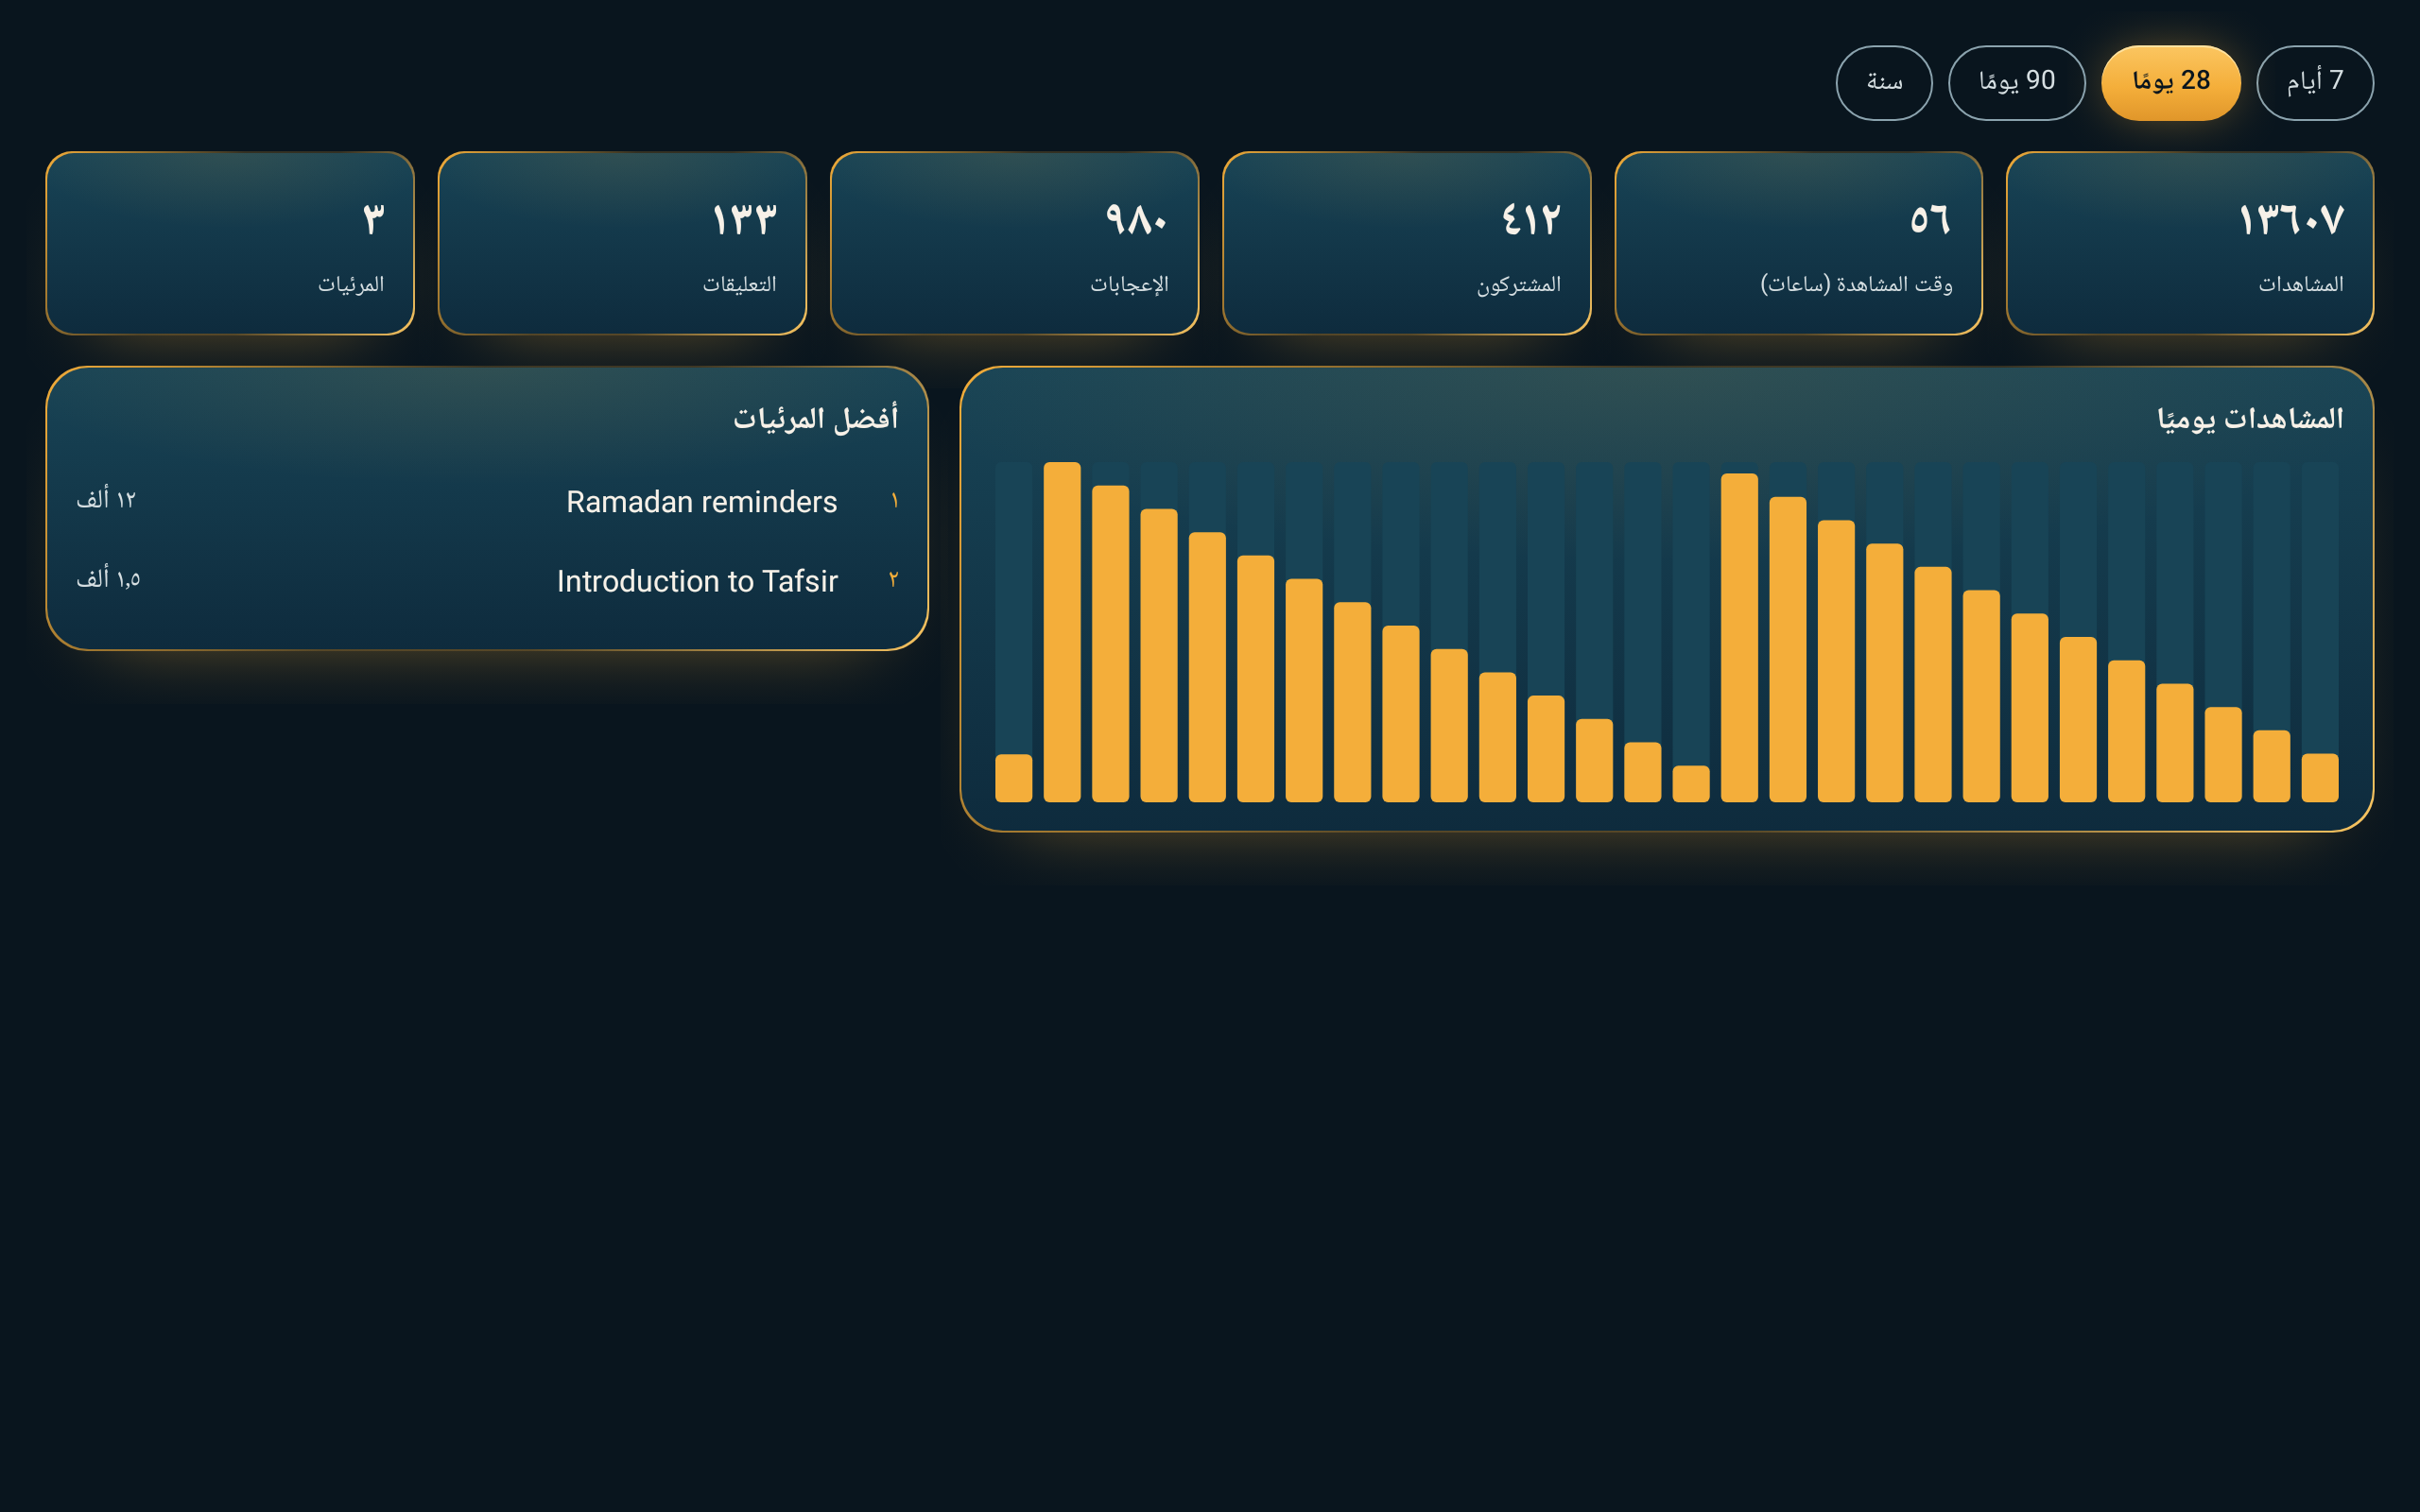 7 أيام
28 يومًا
90 يومًا
سنة
١٣٦٠٧
المشاهدات
٥٦
وقت المشاهدة (ساعات)
٤١٢
المشتركون
٩٨٠
الإعجابات
١٣٣
التعليقات
٣
المرئيات
المشاهدات يوميًا
أفضل المرئيات
١ Ramadan reminders ١٢ ألف
٢ Introduction to Tafsir ١٫٥ ألف